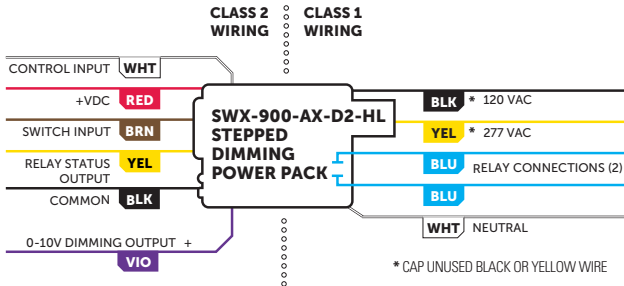 CLASS 2
WIRING
CLASS 1
WIRING
CONTROL INPUT WHT
+VDC RED
SWITCH INPUT BRN
RELAY STATUS
OUTPUT
YEL
COMMON BLK
0-10V DIMMING OUTPUT +
VIO
SWX-900-AX-D2-HL
STEPPED
DIMMING
POWER PACK
BLK * 120 VAC
YEL * 277 VAC
BLU RELAY CONNECTIONS (2)
BLU
WHT NEUTRAL
* CAP UNUSED BLACK OR YELLOW WIRE